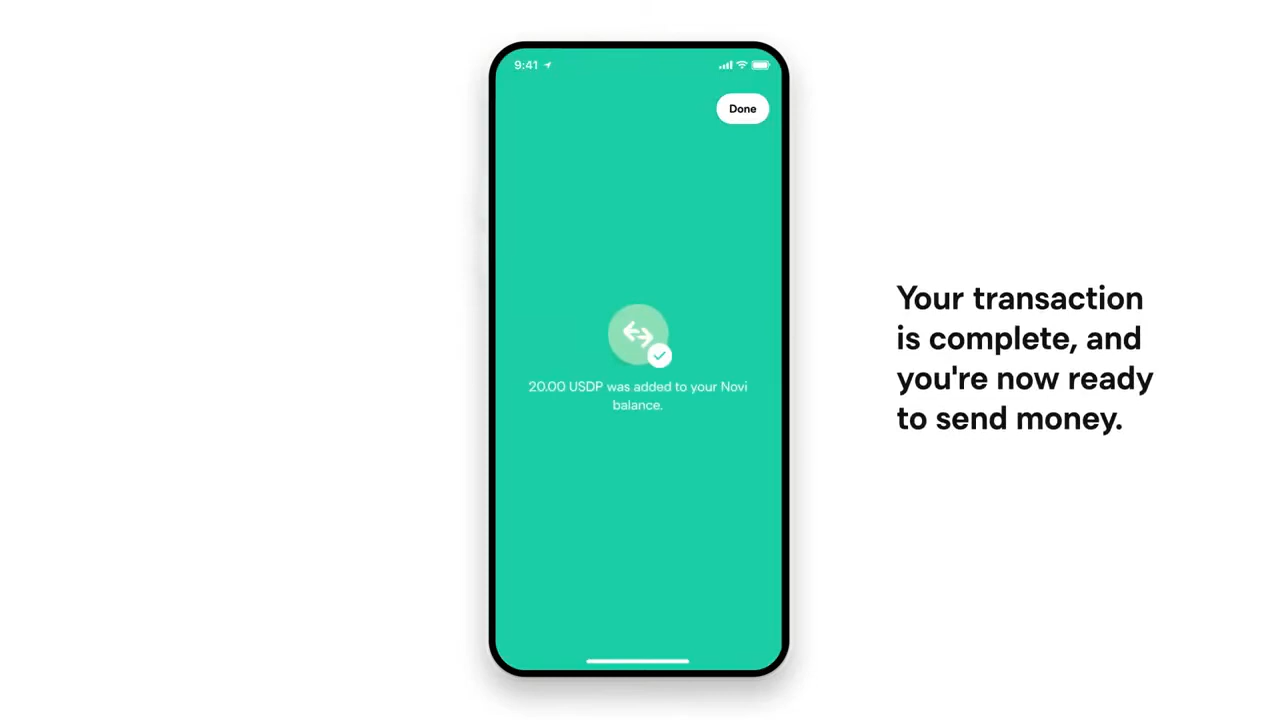 9:41
Done
20.00 USDP was added to your Novi
balance.
Your transaction
is complete, and
you're now ready
to send money.